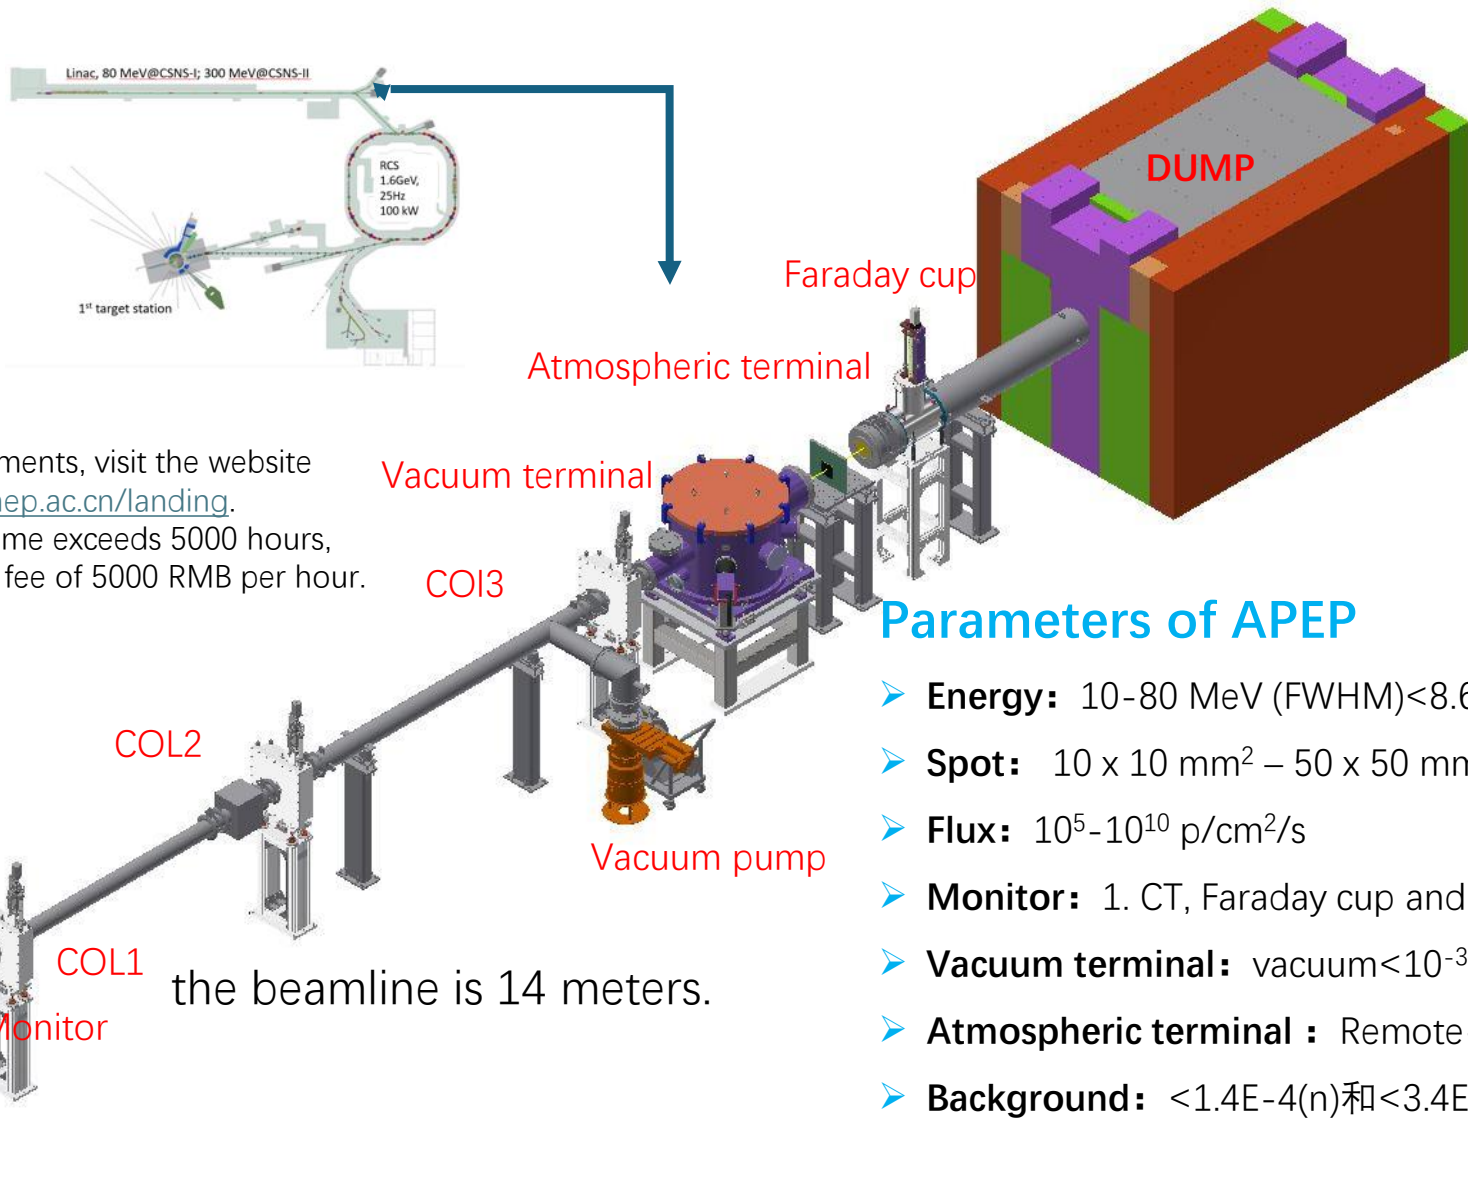 Linac, 80 MeV@CSNS-I; 300 MeV@CSNS-II
RCS
1.6GeV,
25Hz
100 kW
1st target station
DUMP
Faraday cup
Atmospheric terminal
Vacuum terminal
COI3
COL2
Vacuum pump
COL1
Monitor
ments, visit the website
ep.ac.cn/landing.
me exceeds 5000 hours,
fee of 5000 RMB per hour.
the beamline is 14 meters.
Parameters of APEP
➢ Energy：10-80 MeV (FWHM)<8.6
➢ Spot： 10 x 10 mm² – 50 x 50 mm
➢ Flux：10⁵-10¹⁰ p/cm²/s
➢ Monitor：1. CT, Faraday cup and
➢ Vacuum terminal：vacuum<10⁻³
➢ Atmospheric terminal：Remote
➢ Background：<1.4E-4(n)和<3.4E